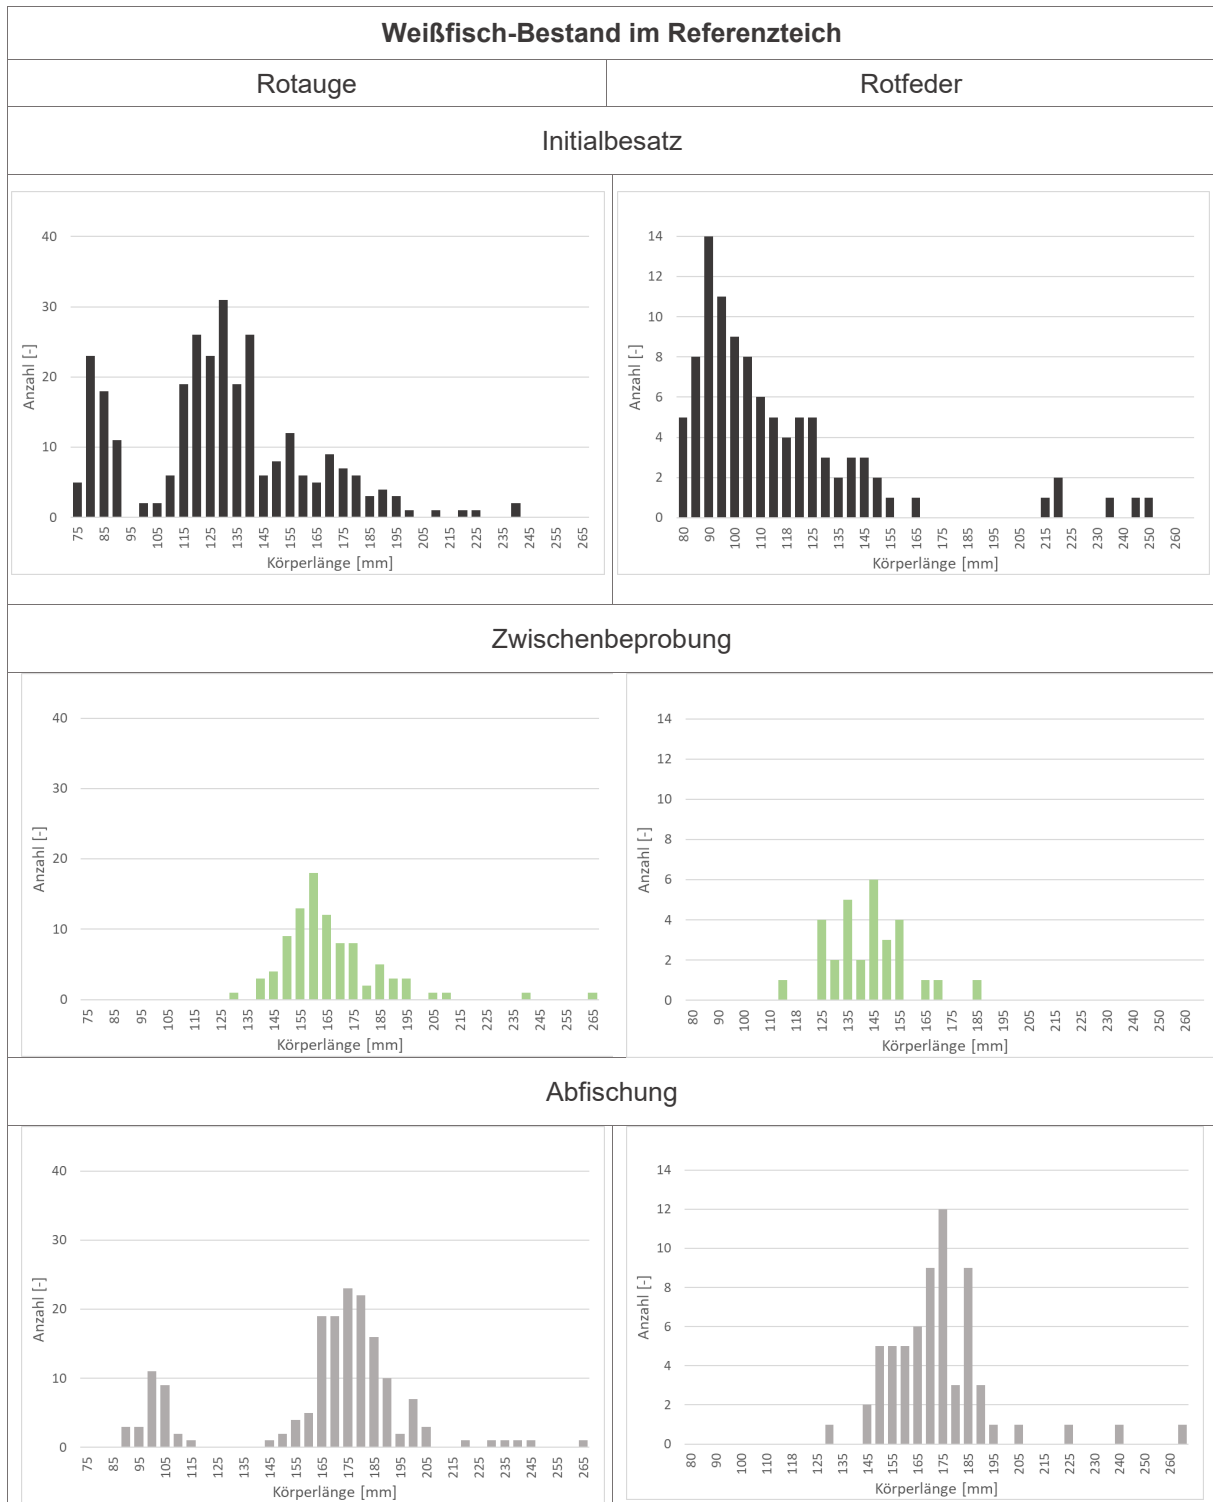 Weißfisch-Bestand im Referenzteich
Rotauge Rotfeder
Initialbesatz
40
30
20
10
0
Anzahl [-]
75 85 95 105 115 125 135 145 155 165 175 185 195 205 215 225 235 245 255 265
Körperlänge [mm]
14
12
10
8
6
4
2
0
Anzahl [-]
80 90 100 110 118 125 135 145 155 165 175 185 195 205 215 225 230 240 250 260
Körperlänge [mm]
Zwischenbeprobung
40
30
20
10
0
Anzahl [-]
75 85 95 105 115 125 135 145 155 165 175 185 195 205 215 225 235 245 255 265
Körperlänge [mm]
14
12
10
8
6
4
2
0
Anzahl [-]
80 90 100 110 118 125 135 145 155 165 175 185 195 205 215 225 230 240 250 260
Körperlänge [mm]
Abfischung
40
30
20
10
0
Anzahl [-]
75 85 95 105 115 125 135 145 155 165 175 185 195 205 215 225 235 245 255 265
Körperlänge [mm]
14
12
10
8
6
4
2
0
Anzahl [-]
80 90 100 110 118 125 135 145 155 165 175 185 195 205 215 225 230 240 250 260
Körperlänge [mm]